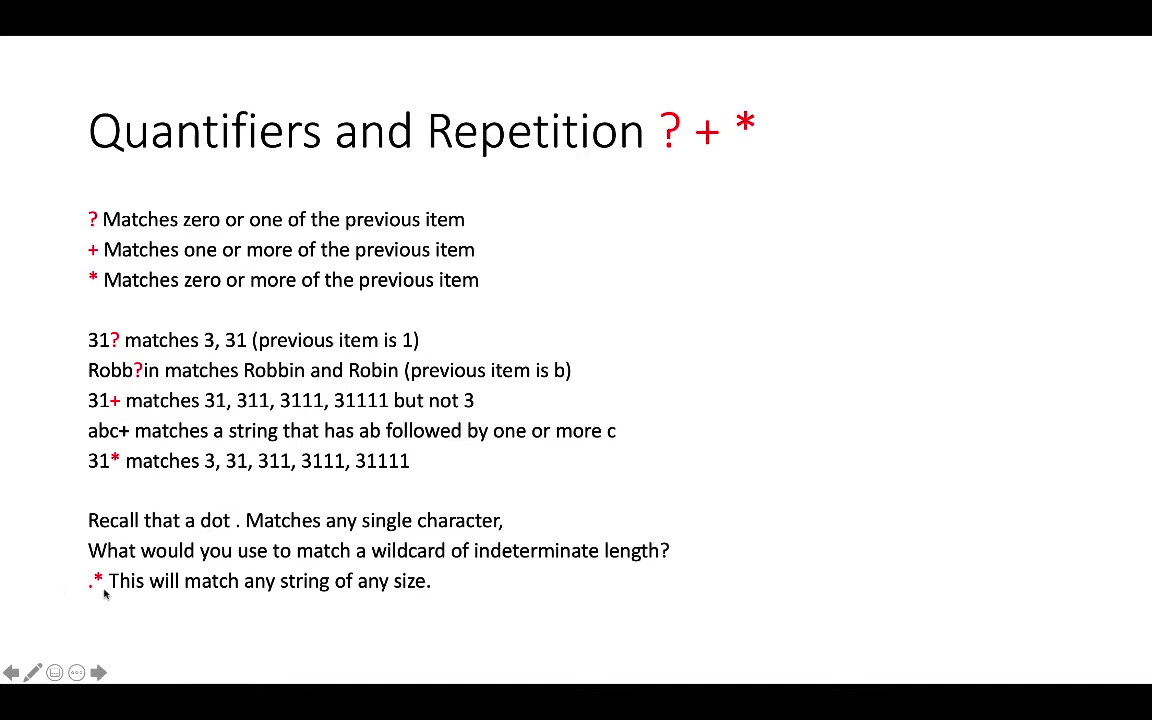 Quantifiers and Repetition ? + *
? Matches zero or one of the previous item
+ Matches one or more of the previous item
* Matches zero or more of the previous item
31? matches 3, 31 (previous item is 1)
Robb?in matches Robbin and Robin (previous item is b)
31+ matches 31, 311, 3111, 31111 but not 3
abc+ matches a string that has ab followed by one or more c
31* matches 3, 31, 311, 3111, 31111
Recall that a dot . Matches any single character,
What would you use to match a wildcard of indeterminate length?
.* This will match any string of any size.